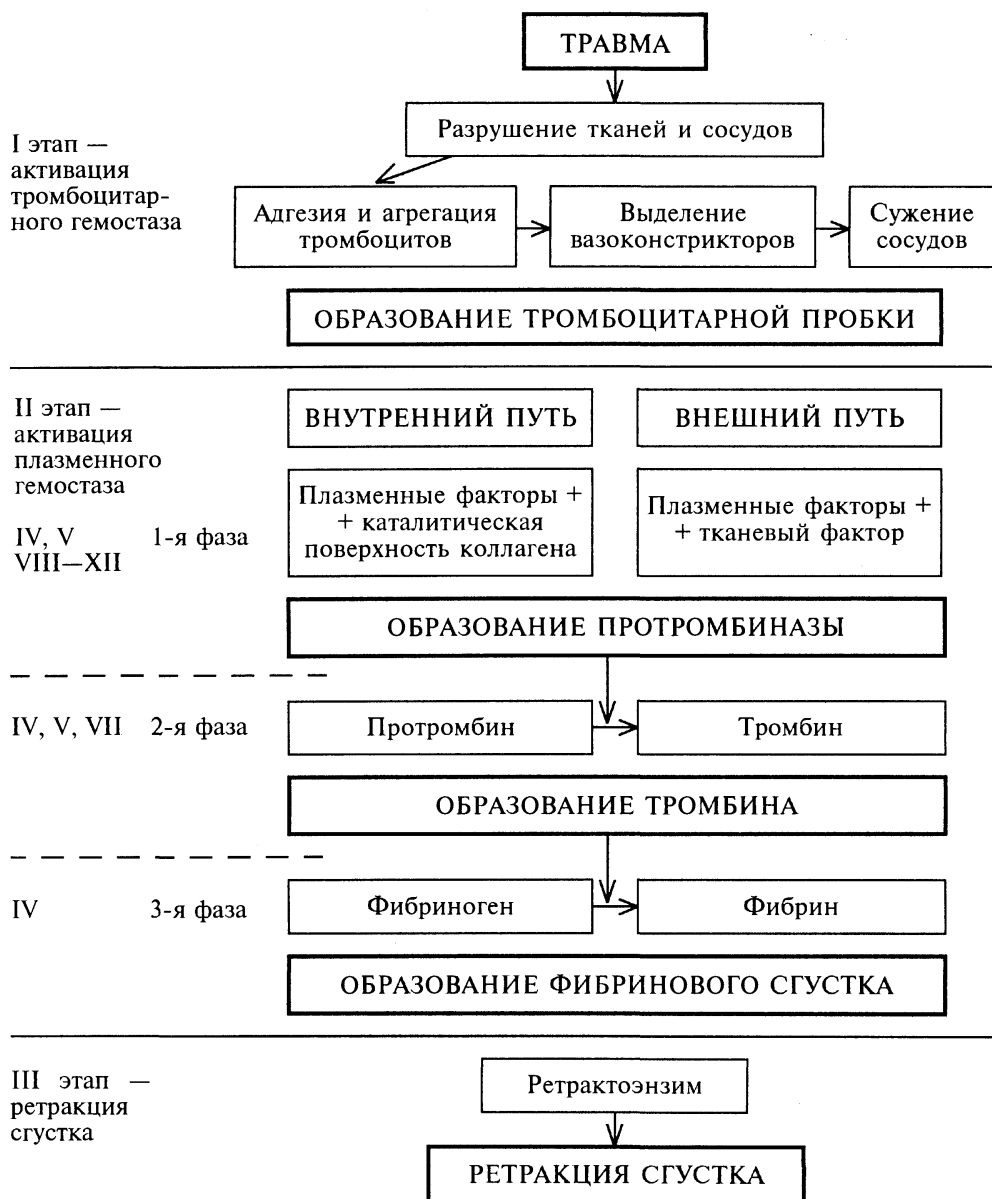 ТРАВМА
Разрушение тканей и сосудов
I этап —
активация
тромбоцитар-
ного гемостаза
Адгезия и агрегация
тромбоцитов
Выделение
вазоконстрикторов
Сужение
сосудов
ОБРАЗОВАНИЕ ТРОМБОЦИТАРНОЙ ПРОБКИ
II этап —
активация
плазменного
гемостаза
ВНУТРЕННИЙ ПУТЬ
ВНЕШНИЙ ПУТЬ
IV, V 1-я фаза
VIII—XII
Плазменные факторы +
+ каталитическая
поверхность коллагена
Плазменные факторы +
+ тканевый фактор
ОБРАЗОВАНИЕ ПРОТРОМБИНАЗЫ
IV, V, VII 2-я фаза
Протромбин
Тромбин
ОБРАЗОВАНИЕ ТРОМБИНА
IV 3-я фаза
Фибриноген
Фибрин
ОБРАЗОВАНИЕ ФИБРИНОВОГО СГУСТКА
III этап —
ретракция
сгустка
Ретрактоэнзим
РЕТРАКЦИЯ СГУСТКА